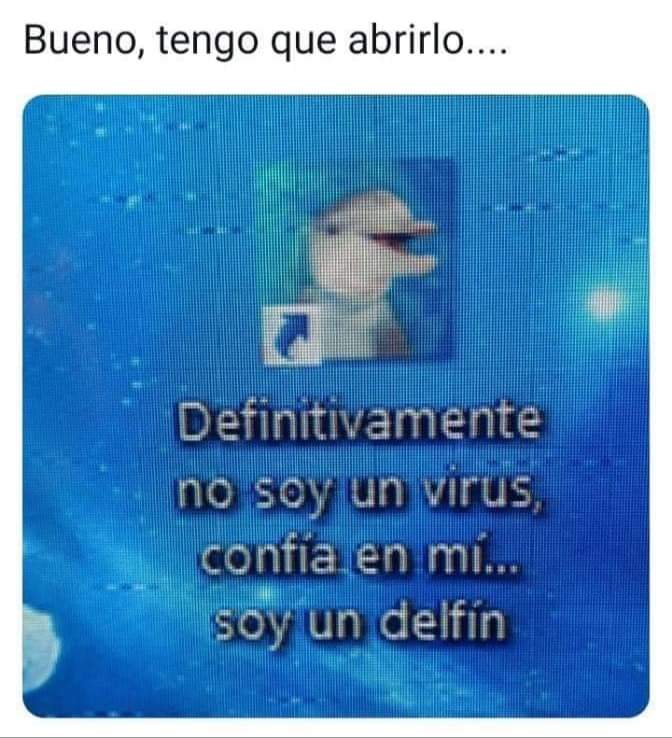 Bueno, tengo que abrirlo....
Definitivamente
no soy un virus,
confía en mí...
soy un delfín